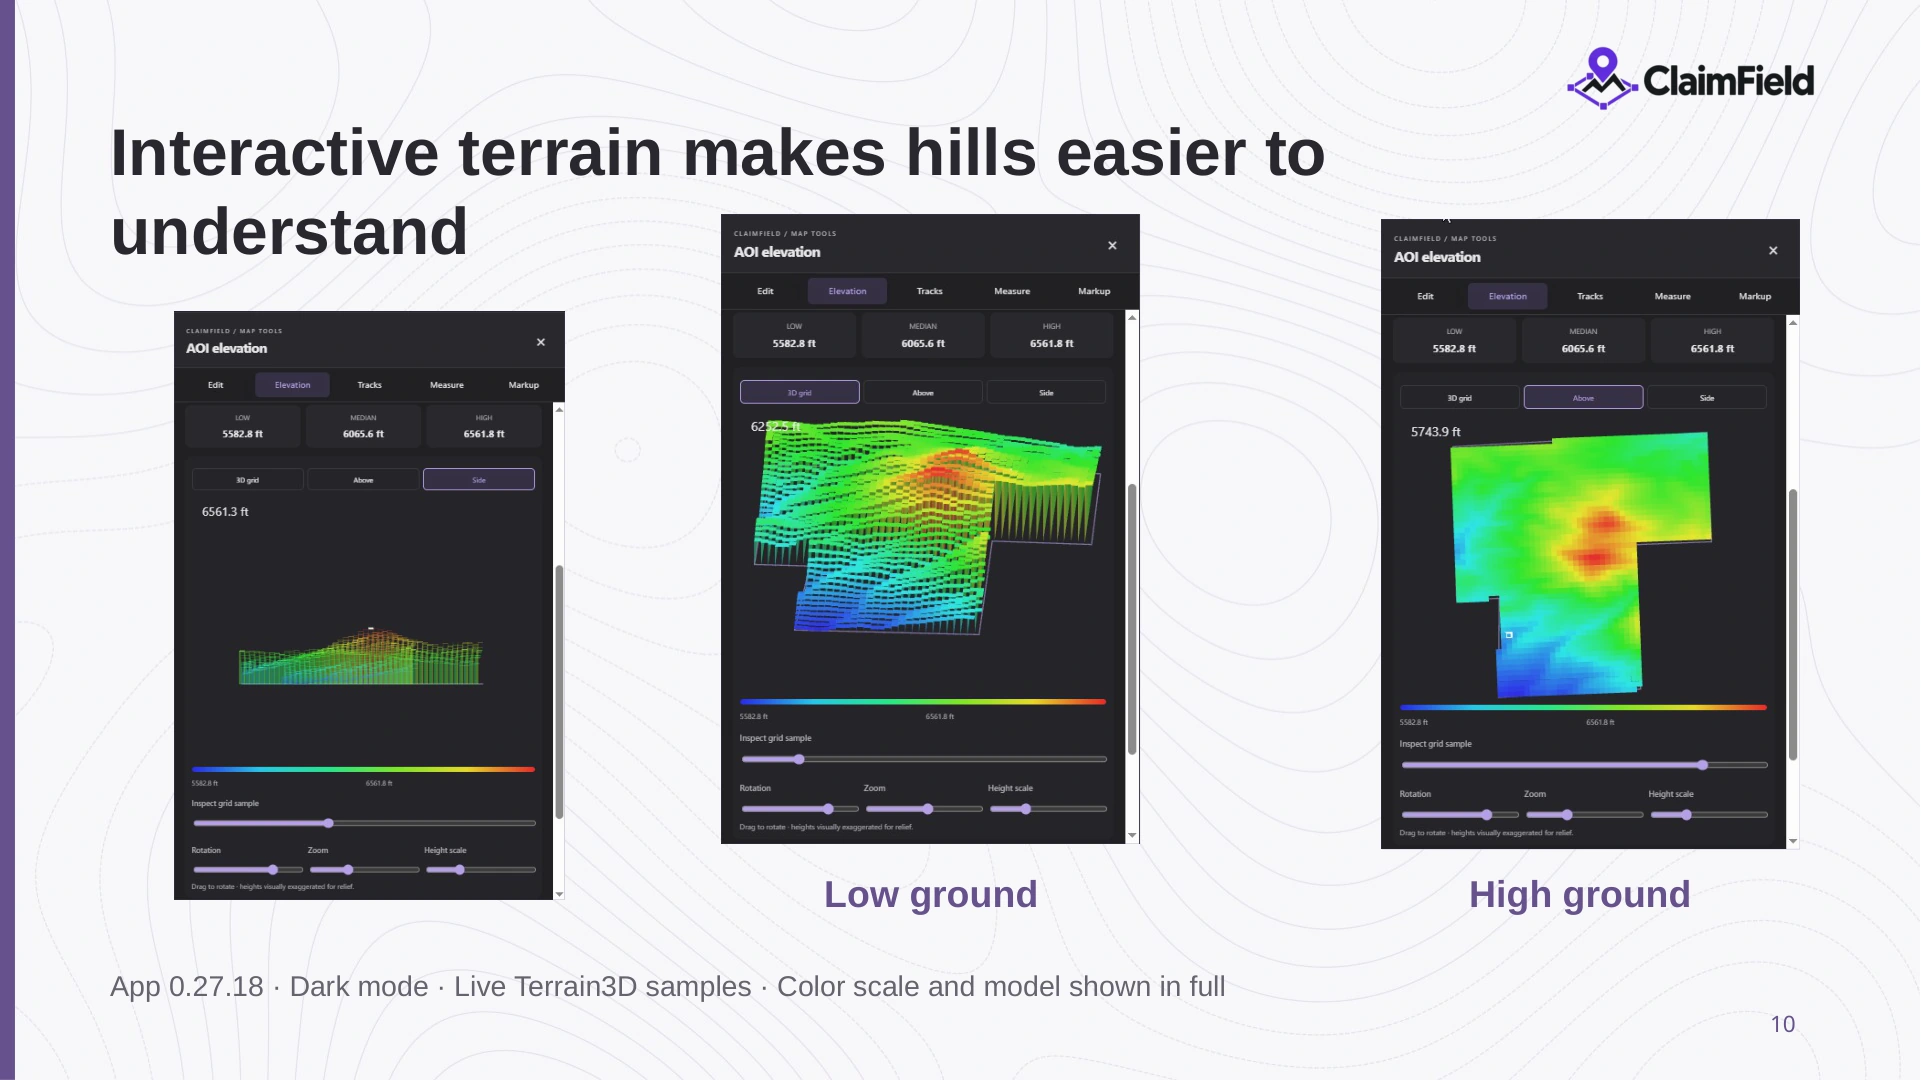 ClaimField
Interactive terrain makes hills easier to
understand
CLAIMFIELD / MAP TOOLS
AOI elevation
×
Edit Elevation Tracks Measure Markup
LOW MEDIAN HIGH
5582.8 ft 6065.6 ft 6561.8 ft
3D grid Above Side
6561.3 ft
5582.8 ft 6561.8 ft
Inspect grid sample
Rotation Zoom Height scale
Drag to rotate · heights visually exaggerated for relief.
CLAIMFIELD / MAP TOOLS
AOI elevation
×
Edit Elevation Tracks Measure Markup
LOW MEDIAN HIGH
5582.8 ft 6065.6 ft 6561.8 ft
3D grid Above Side
6252.5 ft
5582.8 ft 6561.8 ft
Inspect grid sample
Rotation Zoom Height scale
Drag to rotate · heights visually exaggerated for relief.
Low ground
CLAIMFIELD / MAP TOOLS
AOI elevation
×
Edit Elevation Tracks Measure Markup
LOW MEDIAN HIGH
5582.8 ft 6065.6 ft 6561.8 ft
3D grid Above Side
5743.9 ft
5582.8 ft 6561.8 ft
Inspect grid sample
Rotation Zoom Height scale
Drag to rotate · heights visually exaggerated for relief.
High ground
App 0.27.18 · Dark mode · Live Terrain3D samples · Color scale and model shown in full
10